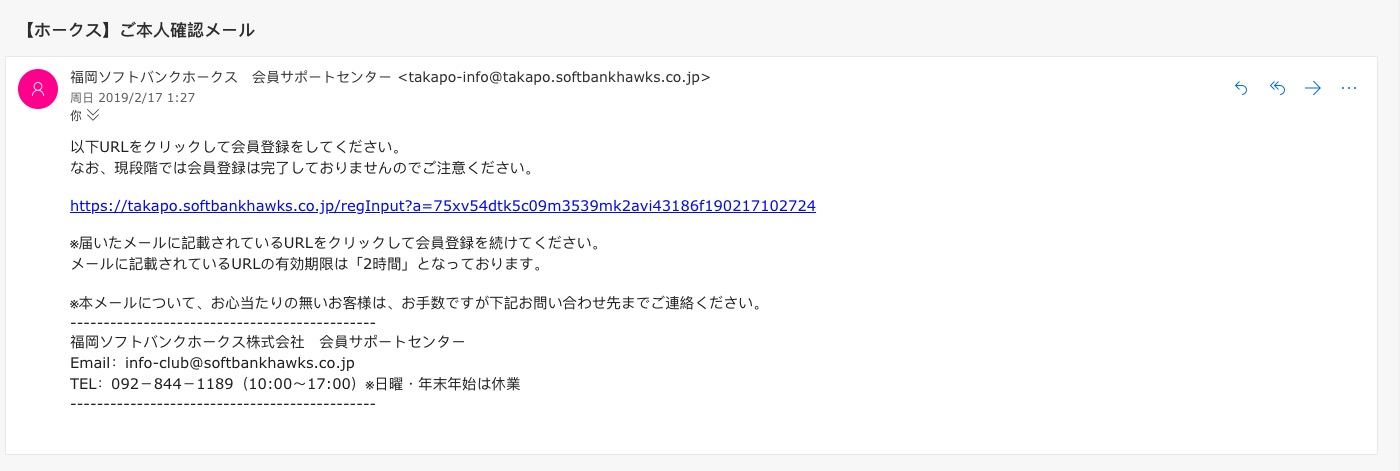 【ホークス】ご本人確認メール
福岡ソフトバンクホークス　会員サポートセンター <takapo-info@takapo.softbankhawks.co.jp>
周日 2019/2/17 1:27
你
以下URLをクリックして会員登録をしてください。
なお、現段階では会員登録は完了しておりませんのでご注意ください。
https://takapo.softbankhawks.co.jp/regInput?a=75xv54dtk5c09m3539mk2avi43186f190217102724
※届いたメールに記載されているURLをクリックして会員登録を続けてください。
メールに記載されているURLの有効期限は「2時間」となっております。
※本メールについて、お心当たりの無いお客様は、お手数ですが下記お問い合わせ先までご連絡ください。
----------------------------------------------
福岡ソフトバンクホークス株式会社　会員サポートセンター
Email：info-club@softbankhawks.co.jp
TEL：092－844－1189（10:00～17:00）※日曜・年末年始は休業
----------------------------------------------